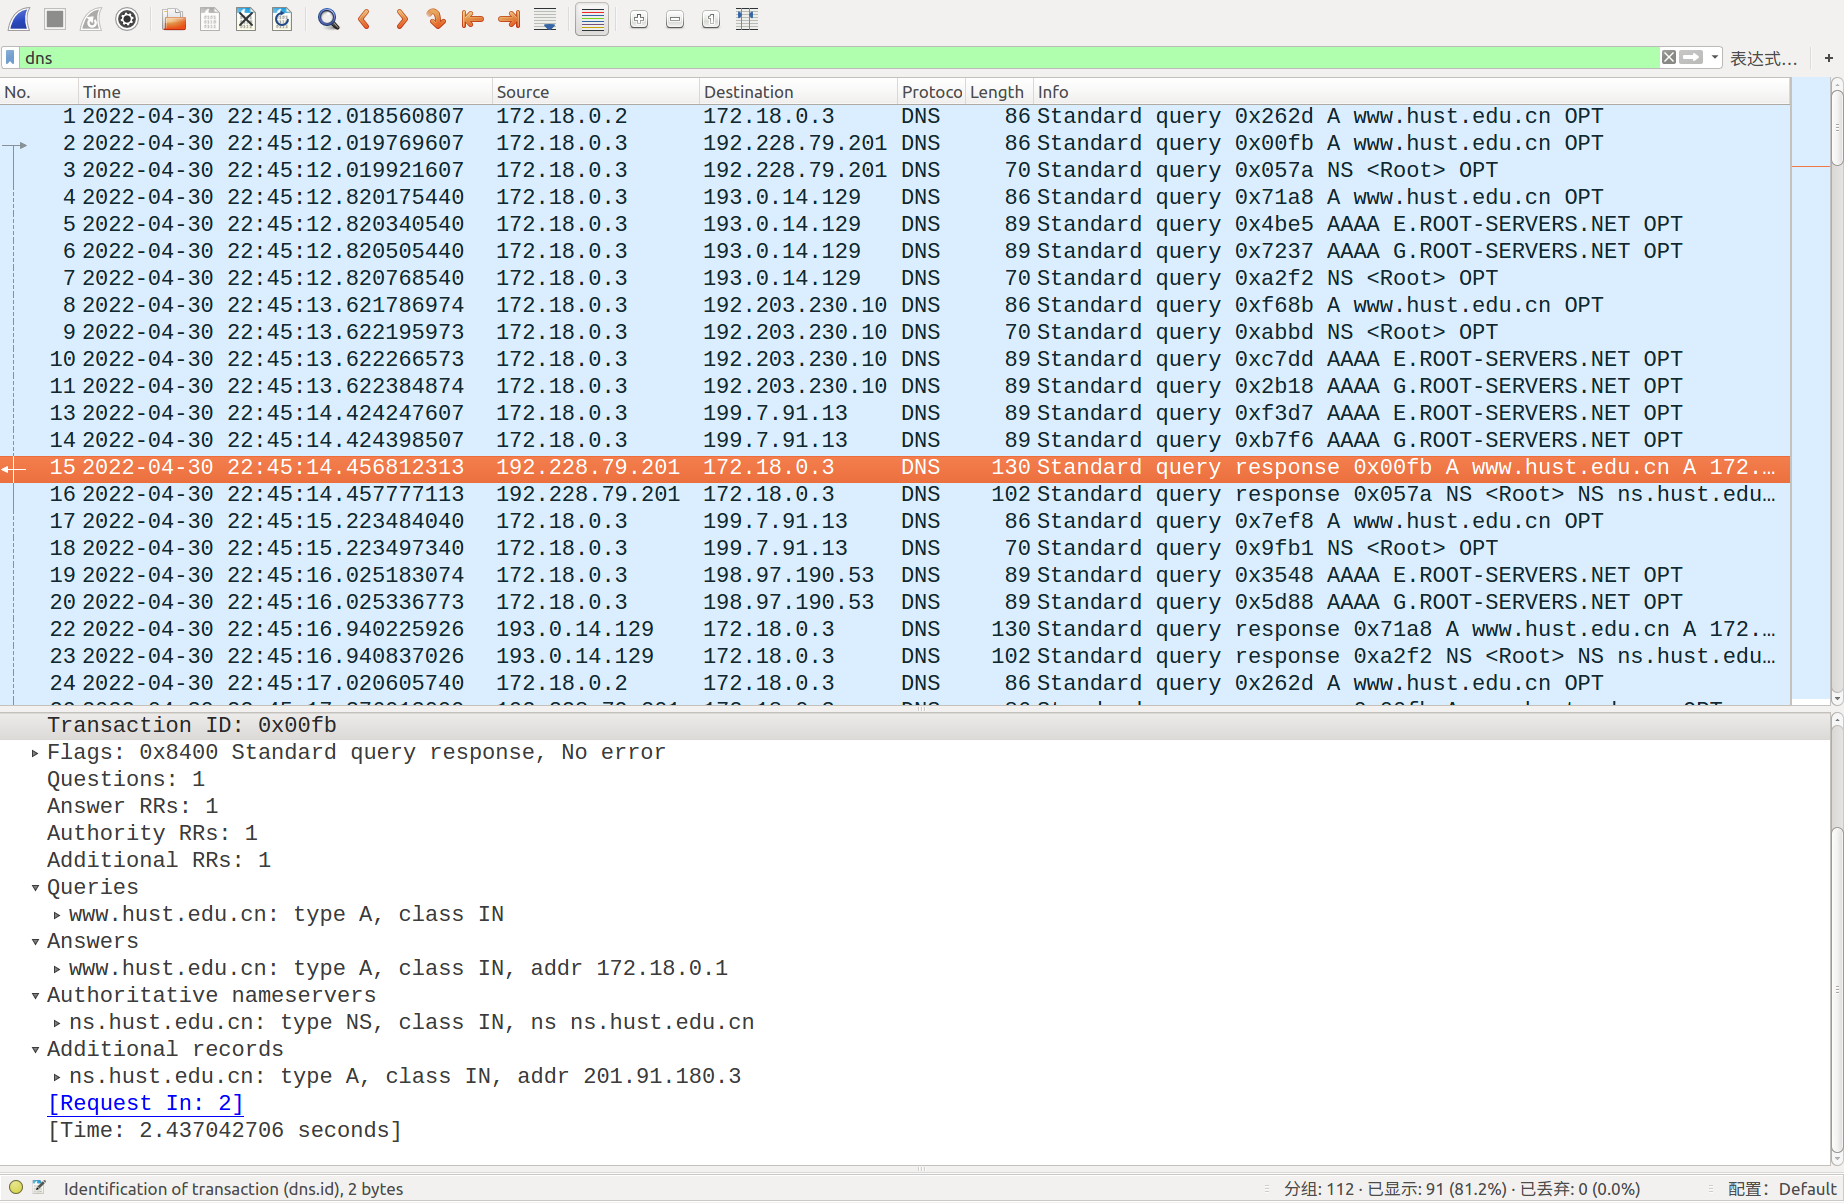 dns
表达式…
+
No. Time Source Destination Protoco Length Info
1 2022-04-30 22:45:12.018560807 172.18.0.2 172.18.0.3 DNS 86 Standard query 0x262d A www.hust.edu.cn OPT
2 2022-04-30 22:45:12.019769607 172.18.0.3 192.228.79.201 DNS 86 Standard query 0x00fb A www.hust.edu.cn OPT
3 2022-04-30 22:45:12.019921607 172.18.0.3 192.228.79.201 DNS 70 Standard query 0x057a NS <Root> OPT
4 2022-04-30 22:45:12.820175440 172.18.0.3 193.0.14.129 DNS 86 Standard query 0x71a8 A www.hust.edu.cn OPT
5 2022-04-30 22:45:12.820340540 172.18.0.3 193.0.14.129 DNS 89 Standard query 0x4be5 AAAA E.ROOT-SERVERS.NET OPT
6 2022-04-30 22:45:12.820505440 172.18.0.3 193.0.14.129 DNS 89 Standard query 0x7237 AAAA G.ROOT-SERVERS.NET OPT
7 2022-04-30 22:45:12.820768540 172.18.0.3 193.0.14.129 DNS 70 Standard query 0xa2f2 NS <Root> OPT
8 2022-04-30 22:45:13.621786974 172.18.0.3 192.203.230.10 DNS 86 Standard query 0xf68b A www.hust.edu.cn OPT
9 2022-04-30 22:45:13.622195973 172.18.0.3 192.203.230.10 DNS 70 Standard query 0xabbd NS <Root> OPT
10 2022-04-30 22:45:13.622266573 172.18.0.3 192.203.230.10 DNS 89 Standard query 0xc7dd AAAA E.ROOT-SERVERS.NET OPT
11 2022-04-30 22:45:13.622384874 172.18.0.3 192.203.230.10 DNS 89 Standard query 0x2b18 AAAA G.ROOT-SERVERS.NET OPT
13 2022-04-30 22:45:14.424247607 172.18.0.3 199.7.91.13 DNS 89 Standard query 0xf3d7 AAAA E.ROOT-SERVERS.NET OPT
14 2022-04-30 22:45:14.424398507 172.18.0.3 199.7.91.13 DNS 89 Standard query 0xb7f6 AAAA G.ROOT-SERVERS.NET OPT
15 2022-04-30 22:45:14.456812313 192.228.79.201 172.18.0.3 DNS 130 Standard query response 0x00fb A www.hust.edu.cn A 172.…
16 2022-04-30 22:45:14.457777113 192.228.79.201 172.18.0.3 DNS 102 Standard query response 0x057a NS <Root> NS ns.hust.edu…
17 2022-04-30 22:45:15.223484040 172.18.0.3 199.7.91.13 DNS 86 Standard query 0x7ef8 A www.hust.edu.cn OPT
18 2022-04-30 22:45:15.223497340 172.18.0.3 199.7.91.13 DNS 70 Standard query 0x9fb1 NS <Root> OPT
19 2022-04-30 22:45:16.025183074 172.18.0.3 198.97.190.53 DNS 89 Standard query 0x3548 AAAA E.ROOT-SERVERS.NET OPT
20 2022-04-30 22:45:16.025336773 172.18.0.3 198.97.190.53 DNS 89 Standard query 0x5d88 AAAA G.ROOT-SERVERS.NET OPT
22 2022-04-30 22:45:16.940225926 193.0.14.129 172.18.0.3 DNS 130 Standard query response 0x71a8 A www.hust.edu.cn A 172.…
23 2022-04-30 22:45:16.940837026 193.0.14.129 172.18.0.3 DNS 102 Standard query response 0xa2f2 NS <Root> NS ns.hust.edu…
24 2022-04-30 22:45:17.020605740 172.18.0.2 172.18.0.3 DNS 86 Standard query 0x262d A www.hust.edu.cn OPT
Transaction ID: 0x00fb
Flags: 0x8400 Standard query response, No error
Questions: 1
Answer RRs: 1
Authority RRs: 1
Additional RRs: 1
Queries
www.hust.edu.cn: type A, class IN
Answers
www.hust.edu.cn: type A, class IN, addr 172.18.0.1
Authoritative nameservers
ns.hust.edu.cn: type NS, class IN, ns ns.hust.edu.cn
Additional records
ns.hust.edu.cn: type A, class IN, addr 201.91.180.3
[Request In: 2]
[Time: 2.437042706 seconds]
Identification of transaction (dns.id), 2 bytes
分组: 112 · 已显示: 91 (81.2%) · 已丢弃: 0 (0.0%)
配置: Default